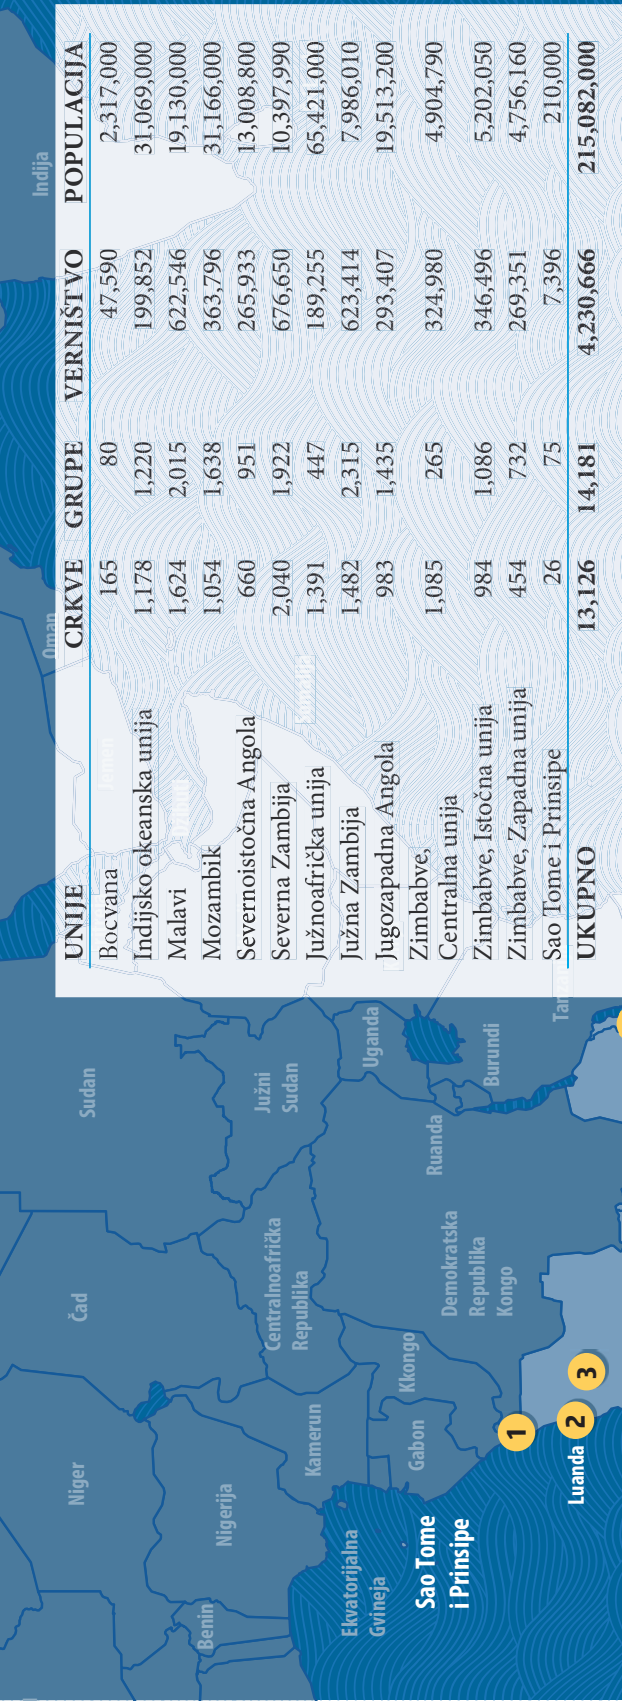 UNIJE CRKVE GRUPE VERNIŠTVO POPULACIJA
Bocvana 165 80 47,590 2,317,000
Indijsko okeanska unija 1,178 1,220 199,852 31,069,000
Malavi 1,624 2,015 622,546 19,130,000
Mozambik 1,054 1,638 363,796 31,166,000
Severnoistočna Angola 660 951 265,933 13,008,800
Severna Zambija 2,040 1,922 676,650 10,397,990
Južnoafrička unija 1,391 447 189,255 65,421,000
Južna Zambija 1,482 2,315 623,414 7,986,010
Jugozapadna Angola 983 1,435 293,407 19,513,200
Zimbabve,
Centralna unija 1,085 265 324,980 4,904,790
Zimbabve, Istočna unija 984 1,086 346,496 5,202,050
Zimbabve, Zapadna unija 454 732 269,351 4,756,160
Sao Tome i Prinsipe 26 75 7,396 210,000
UKUPNO 13,126 14,181 4,230,666 215,082,000
Indija
Oman
Jemen
Sudan
Čad
Niger
Južni
Sudan
Nigerija
Benin
Centralnoafrička
Republika
Kamerun
Uganda
Ekvatorijalna
Gvineja
Kkongo
Gabon
Ruanda
Burundi
Demokratska
Republika
Kongo
Sao Tome
i Prinsipe
1
Luanda 2
3